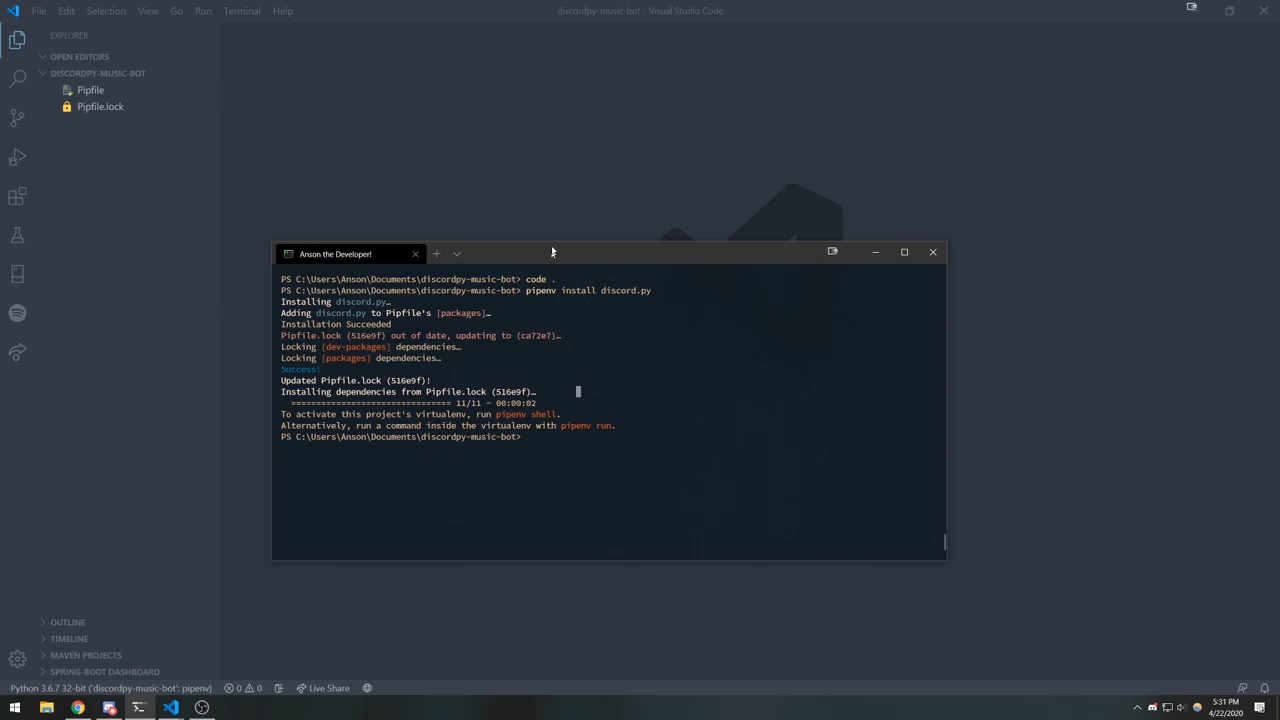 File Edit Selection View Go Run Terminal Help
discordpy-music-bot - Visual Studio Code
EXPLORER
OPEN EDITORS
DISCORDPY-MUSIC-BOT
Pipfile
Pipfile.lock
Anson the Developer!
PS C:\Users\Anson\Documents\discordpy-music-bot> code .
PS C:\Users\Anson\Documents\discordpy-music-bot> pipenv install discord.py
Installing discord.py…
Adding discord.py to Pipfile's [packages]…
Installation Succeeded
Pipfile.lock (516e9f) out of date, updating to (ca72e7)…
Locking [dev-packages] dependencies…
Locking [packages] dependencies…
Success!
Updated Pipfile.lock (516e9f)!
Installing dependencies from Pipfile.lock (516e9f)…
================================ 11/11 - 00:00:02
To activate this project's virtualenv, run pipenv shell.
Alternatively, run a command inside the virtualenv with pipenv run.
PS C:\Users\Anson\Documents\discordpy-music-bot>
OUTLINE
TIMELINE
MAVEN PROJECTS
SPRING-BOOT DASHBOARD
Python 3.6.7 32-bit ('discordpy-music-bot': pipenv) 0 0 Live Share
5:31 PM
4/22/2020